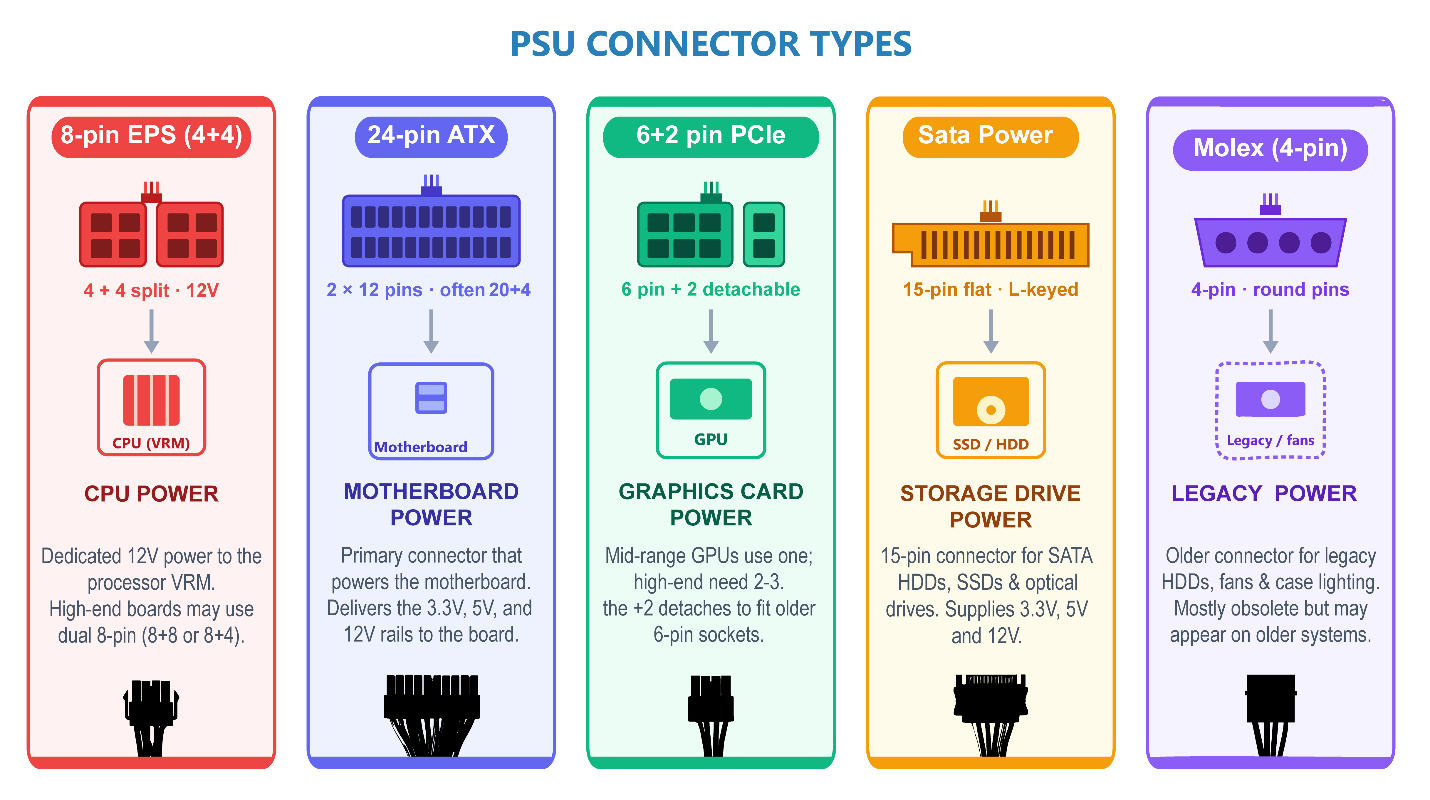 PSU CONNECTOR TYPES
8-pin EPS (4+4)
4 + 4 split · 12V
CPU (VRM)
CPU POWER
Dedicated 12V power to the
processor VRM.
High-end boards may use
dual 8-pin (8+8 or 8+4).
24-pin ATX
2 × 12 pins · often 20+4
Motherboard
MOTHERBOARD
POWER
Primary connector that
powers the motherboard.
Delivers the 3.3V, 5V, and
12V rails to the board.
6+2 pin PCIe
6 pin + 2 detachable
GPU
GRAPHICS CARD
POWER
Mid-range GPUs use one;
high-end need 2-3.
the +2 detaches to fit older
6-pin sockets.
Sata Power
15-pin flat · L-keyed
SSD / HDD
STORAGE DRIVE
POWER
15-pin connector for SATA
HDDs, SSDs & optical
drives. Supplies 3.3V, 5V
and 12V.
Molex (4-pin)
4-pin · round pins
Legacy / fans
LEGACY POWER
Older connector for legacy
HDDs, fans & case lighting.
Mostly obsolete but may
appear on older systems.